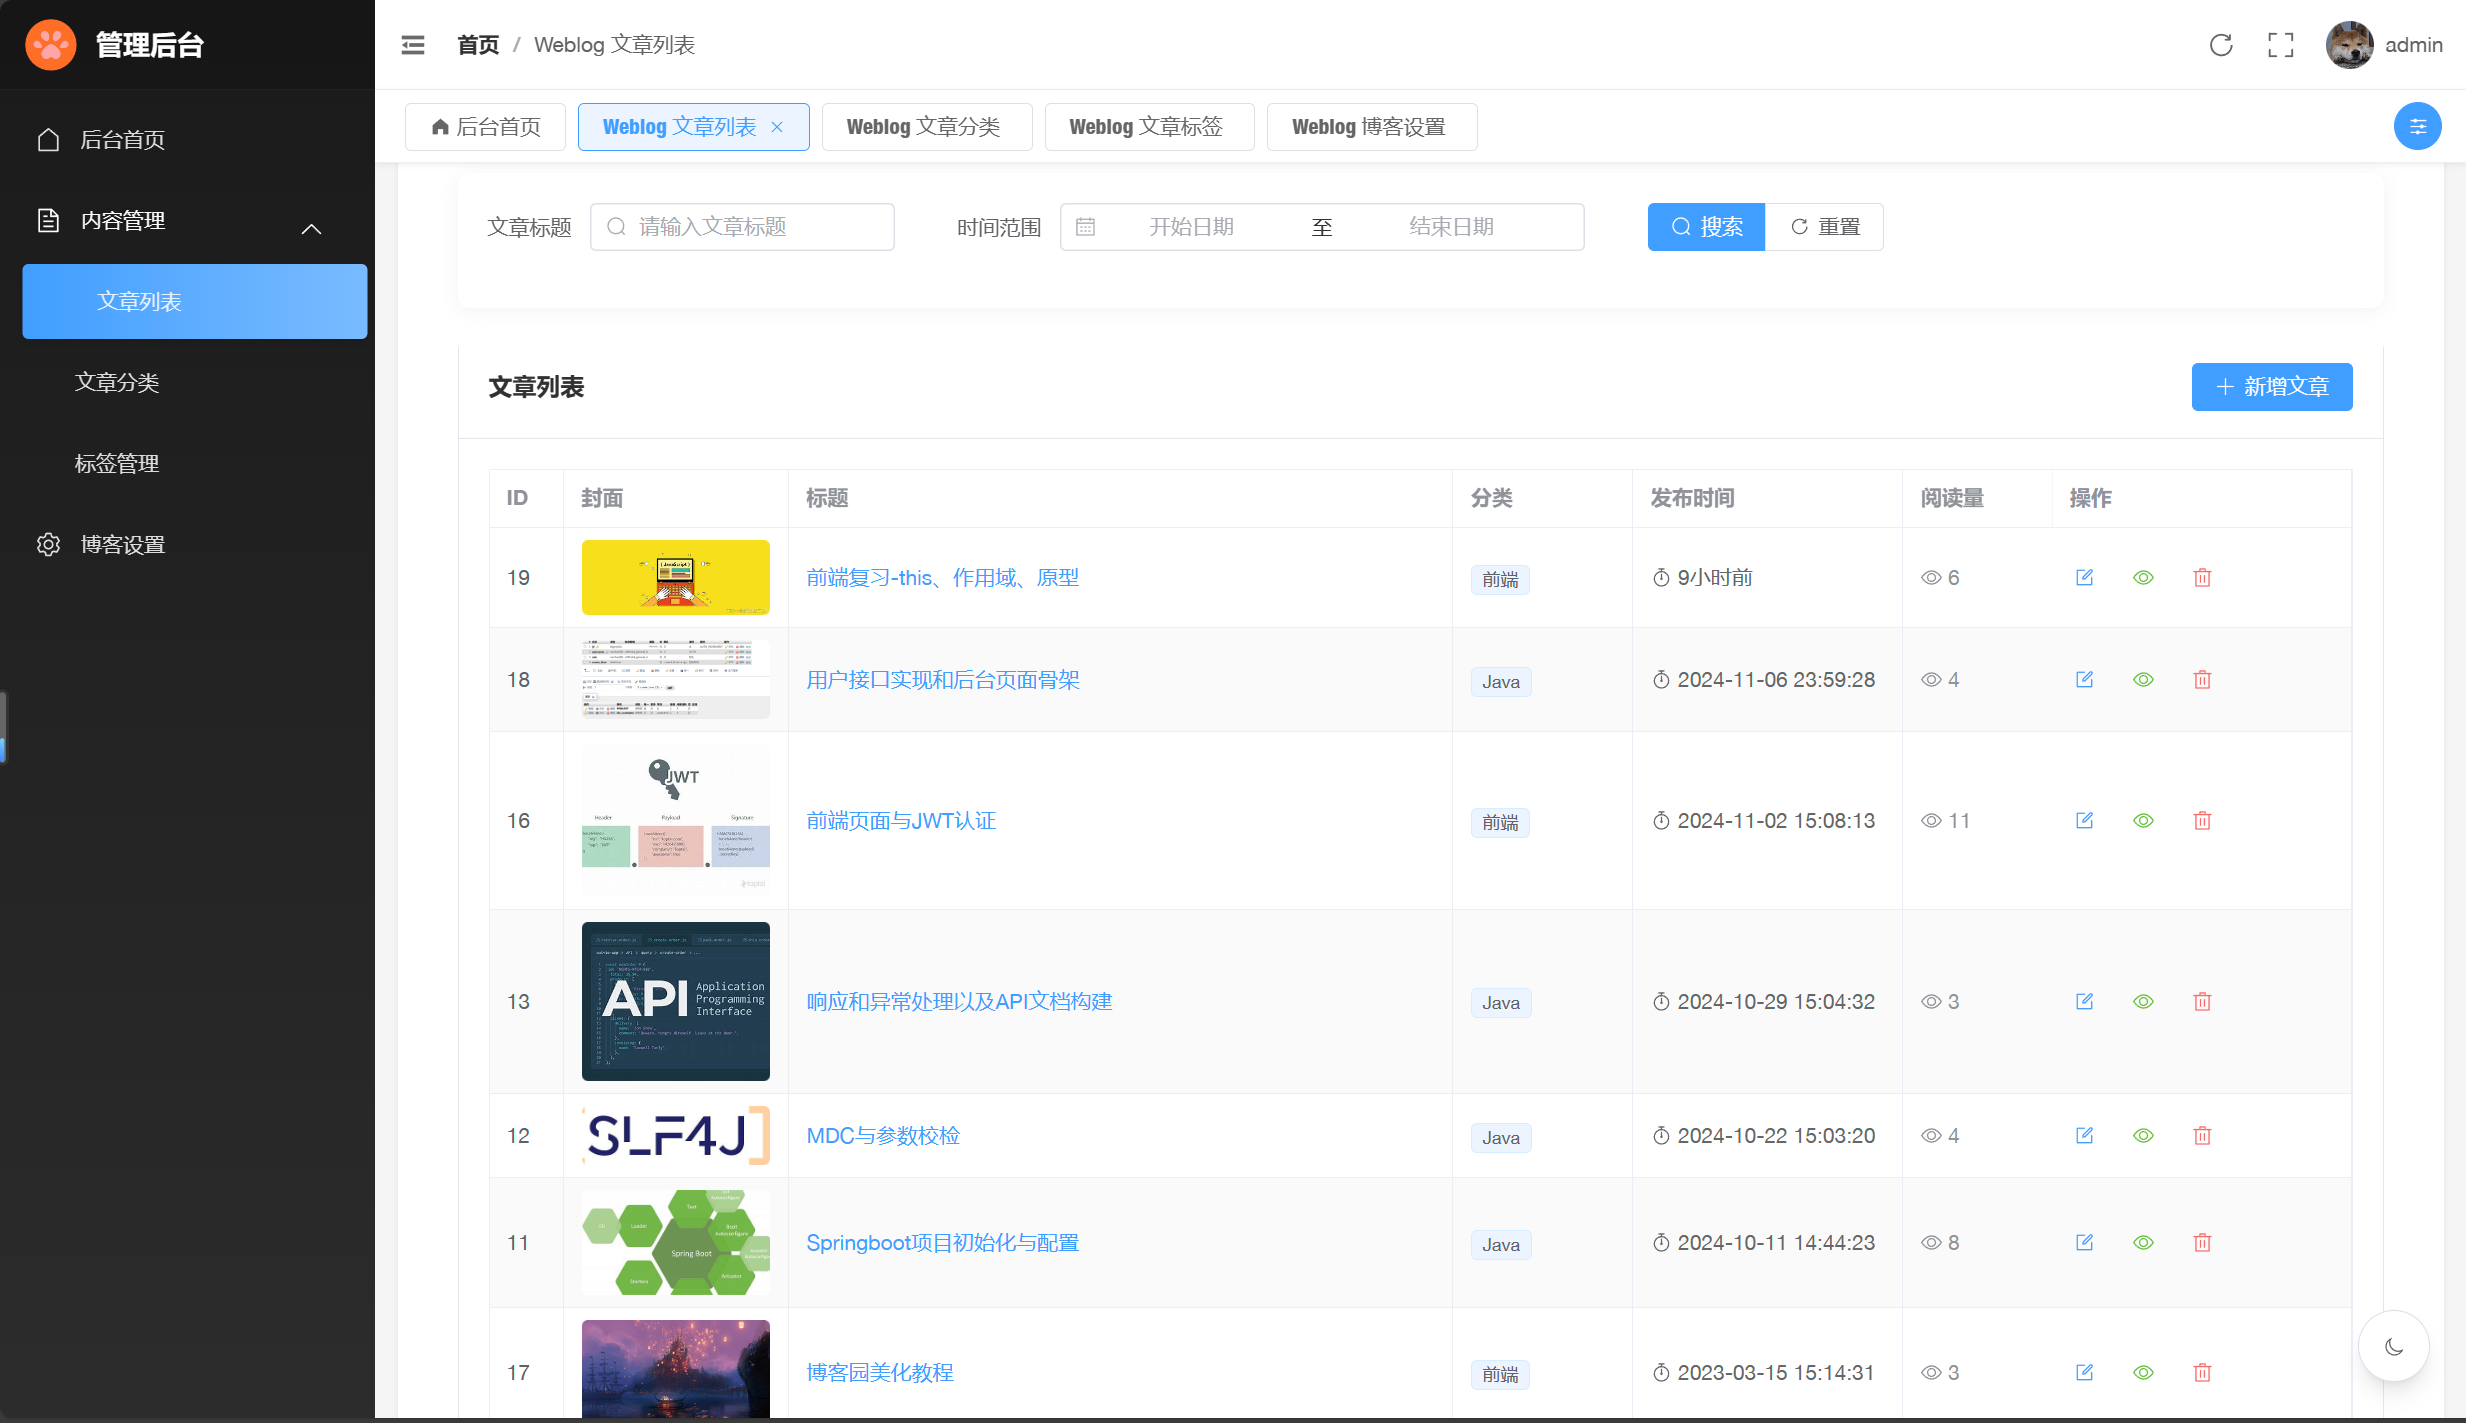 管理后台
首页 / Weblog 文章列表
admin
后台首页
内容管理
文章列表
文章分类
标签管理
博客设置
后台首页
Weblog 文章列表
Weblog 文章分类
Weblog 文章标签
Weblog 博客设置
文章标题 请输入文章标题 时间范围 开始日期 至 结束日期 搜索 重置
文章列表 新增文章
ID 封面 标题 分类 发布时间 阅读量 操作
19 前端复习-this、作用域、原型 前端 9小时前 6
JavaScript
18 用户接口实现和后台页面骨架 Java 2024-11-06 23:59:28 4
16 前端页面与JWT认证 前端 2024-11-02 15:08:13 11
JWT
Header Payload Signature
toptal
13 响应和异常处理以及API文档构建 Java 2024-10-29 15:04:32 3
API Application
Programming
Interface
12 SLF4J MDC与参数校检 Java 2024-10-22 15:03:20 4
11 Springboot项目初始化与配置 Java 2024-10-11 14:44:23 8
Test
CLI Loader Boot
Spring Boot
Starters Actuator
17 博客园美化教程 前端 2023-03-15 15:14:31 3